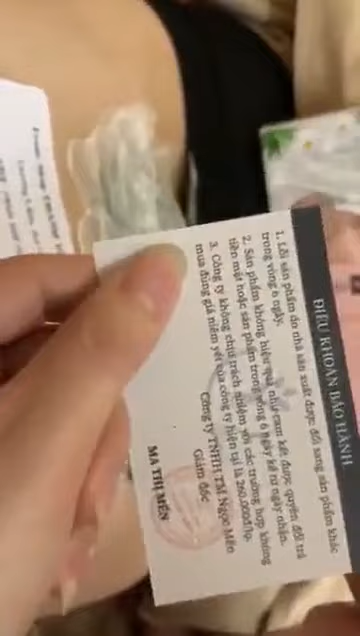 ĐIỀU KHOẢN BẢO HÀNH
1. Lỗi sản phẩm do nhà sản xuất được đổi sang sản phẩm khác
trong vòng 6 ngày.
2. Sản phẩm không hiệu quả như cam kết được quyền đổi trả
tiền mặt hoặc sản phẩm trong vòng 6 ngày kể từ ngày nhận.
3. Công ty không chịu trách nhiệm với các trường hợp không
mua đúng giá niêm yết của công ty hiện tại là 260.000đ/lọ.
Công ty TNHH TM Ngọc Mến
Giám đốc
MA THỊ MẾN